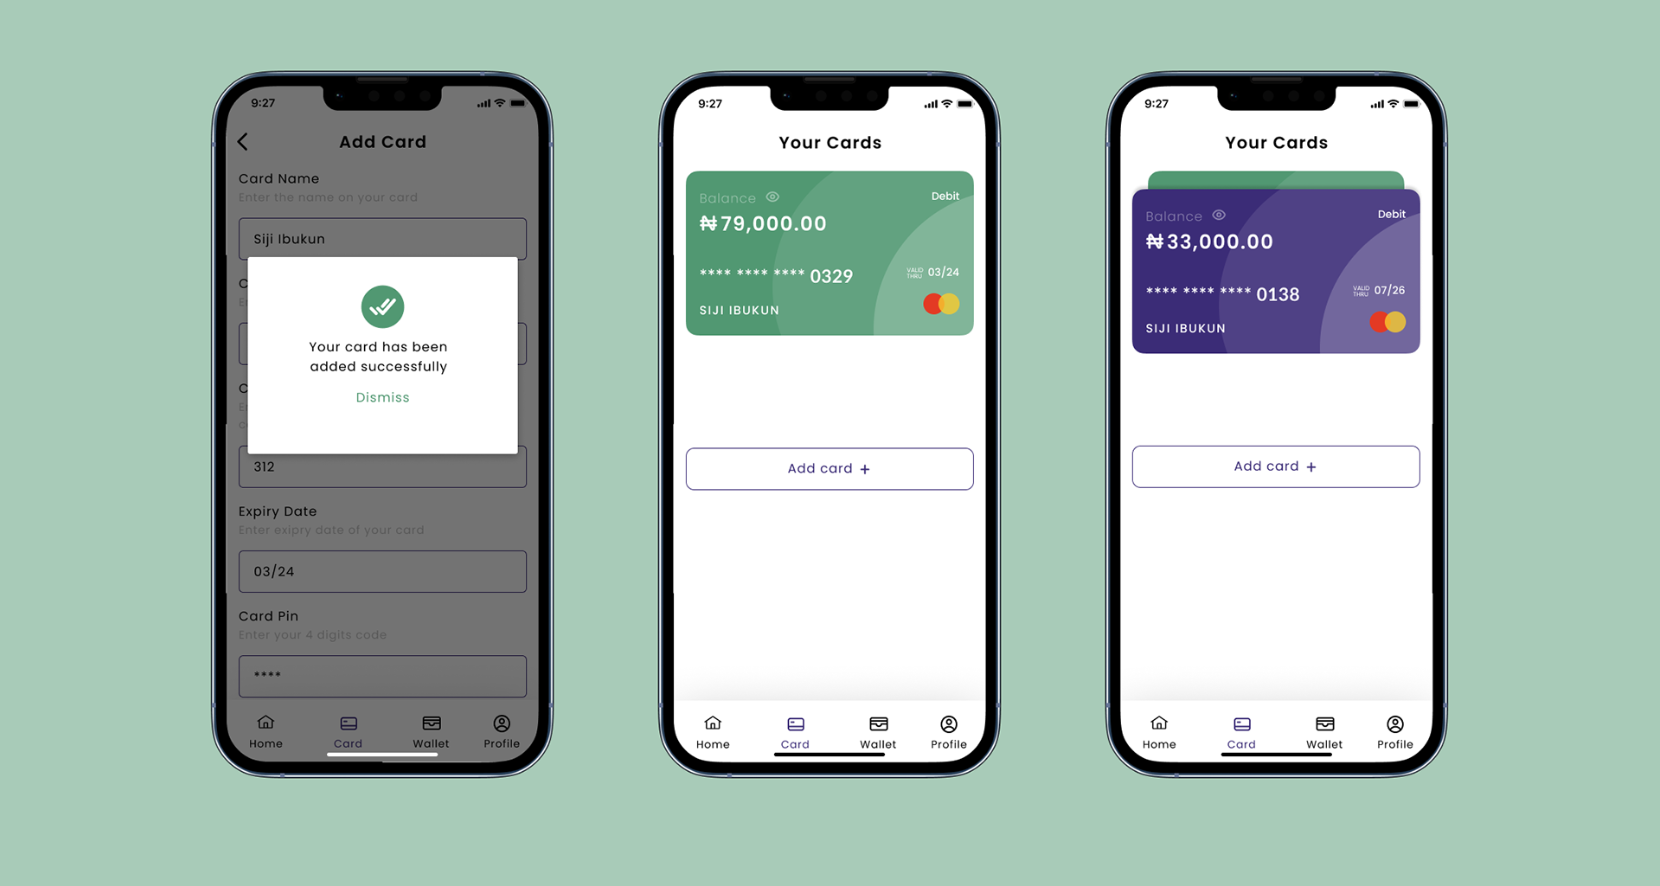 9:27
Add Card
Card Name
Enter the name on your card
Siji Ibukun
C
E
Your card has been
added successfully
Dismiss
C
E
c
312
Expiry Date
Enter exipry date of your card
03/24
Card Pin
Enter your 4 digits code
****
Home Card Wallet Profile
9:27
Your Cards
Balance
Debit
₦79,000.00
**** **** **** 0329
VALID THRU 03/24
SIJI IBUKUN
Add card +
Home Card Wallet Profile
9:27
Your Cards
Balance
Debit
₦33,000.00
**** **** **** 0138
VALID THRU 07/26
SIJI IBUKUN
Add card +
Home Card Wallet Profile